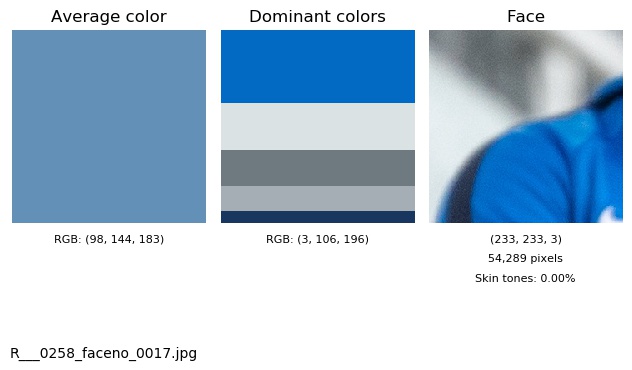 Average color
Dominant colors
Face
RGB: (98, 144, 183)
RGB: (3, 106, 196)
(233, 233, 3)
54,289 pixels
Skin tones: 0.00%
R___0258_faceno_0017.jpg